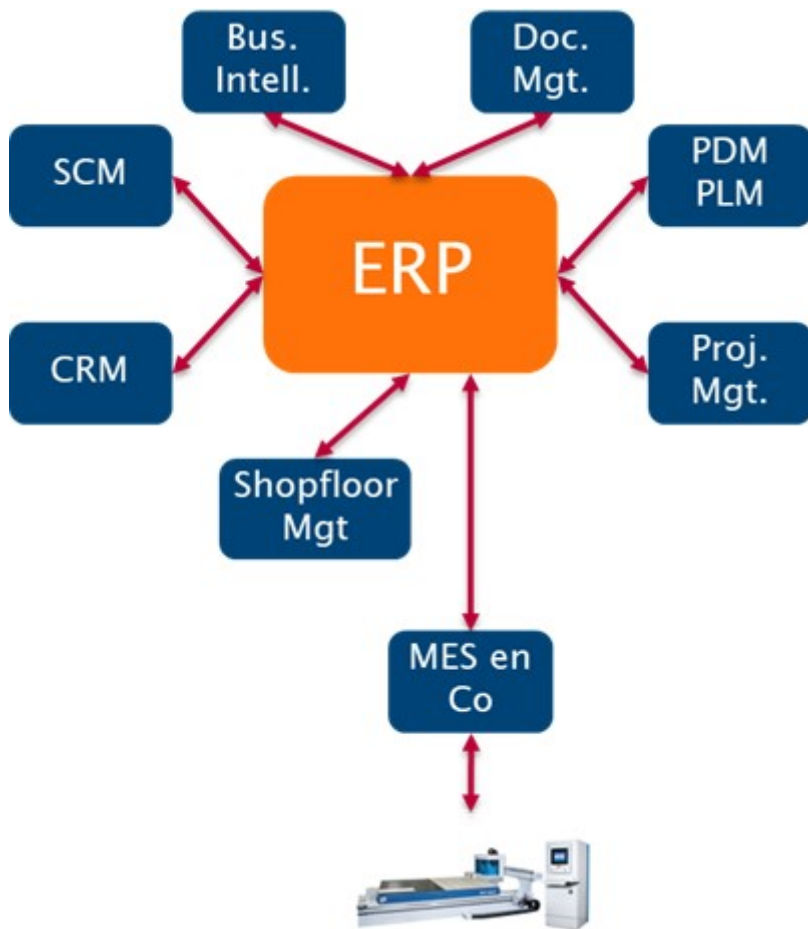 Bus.
Intell.
Doc.
Mgt.
SCM
PDM
PLM
ERP
CRM
Proj.
Mgt.
Shopfloor
Mgt
MES en
Co